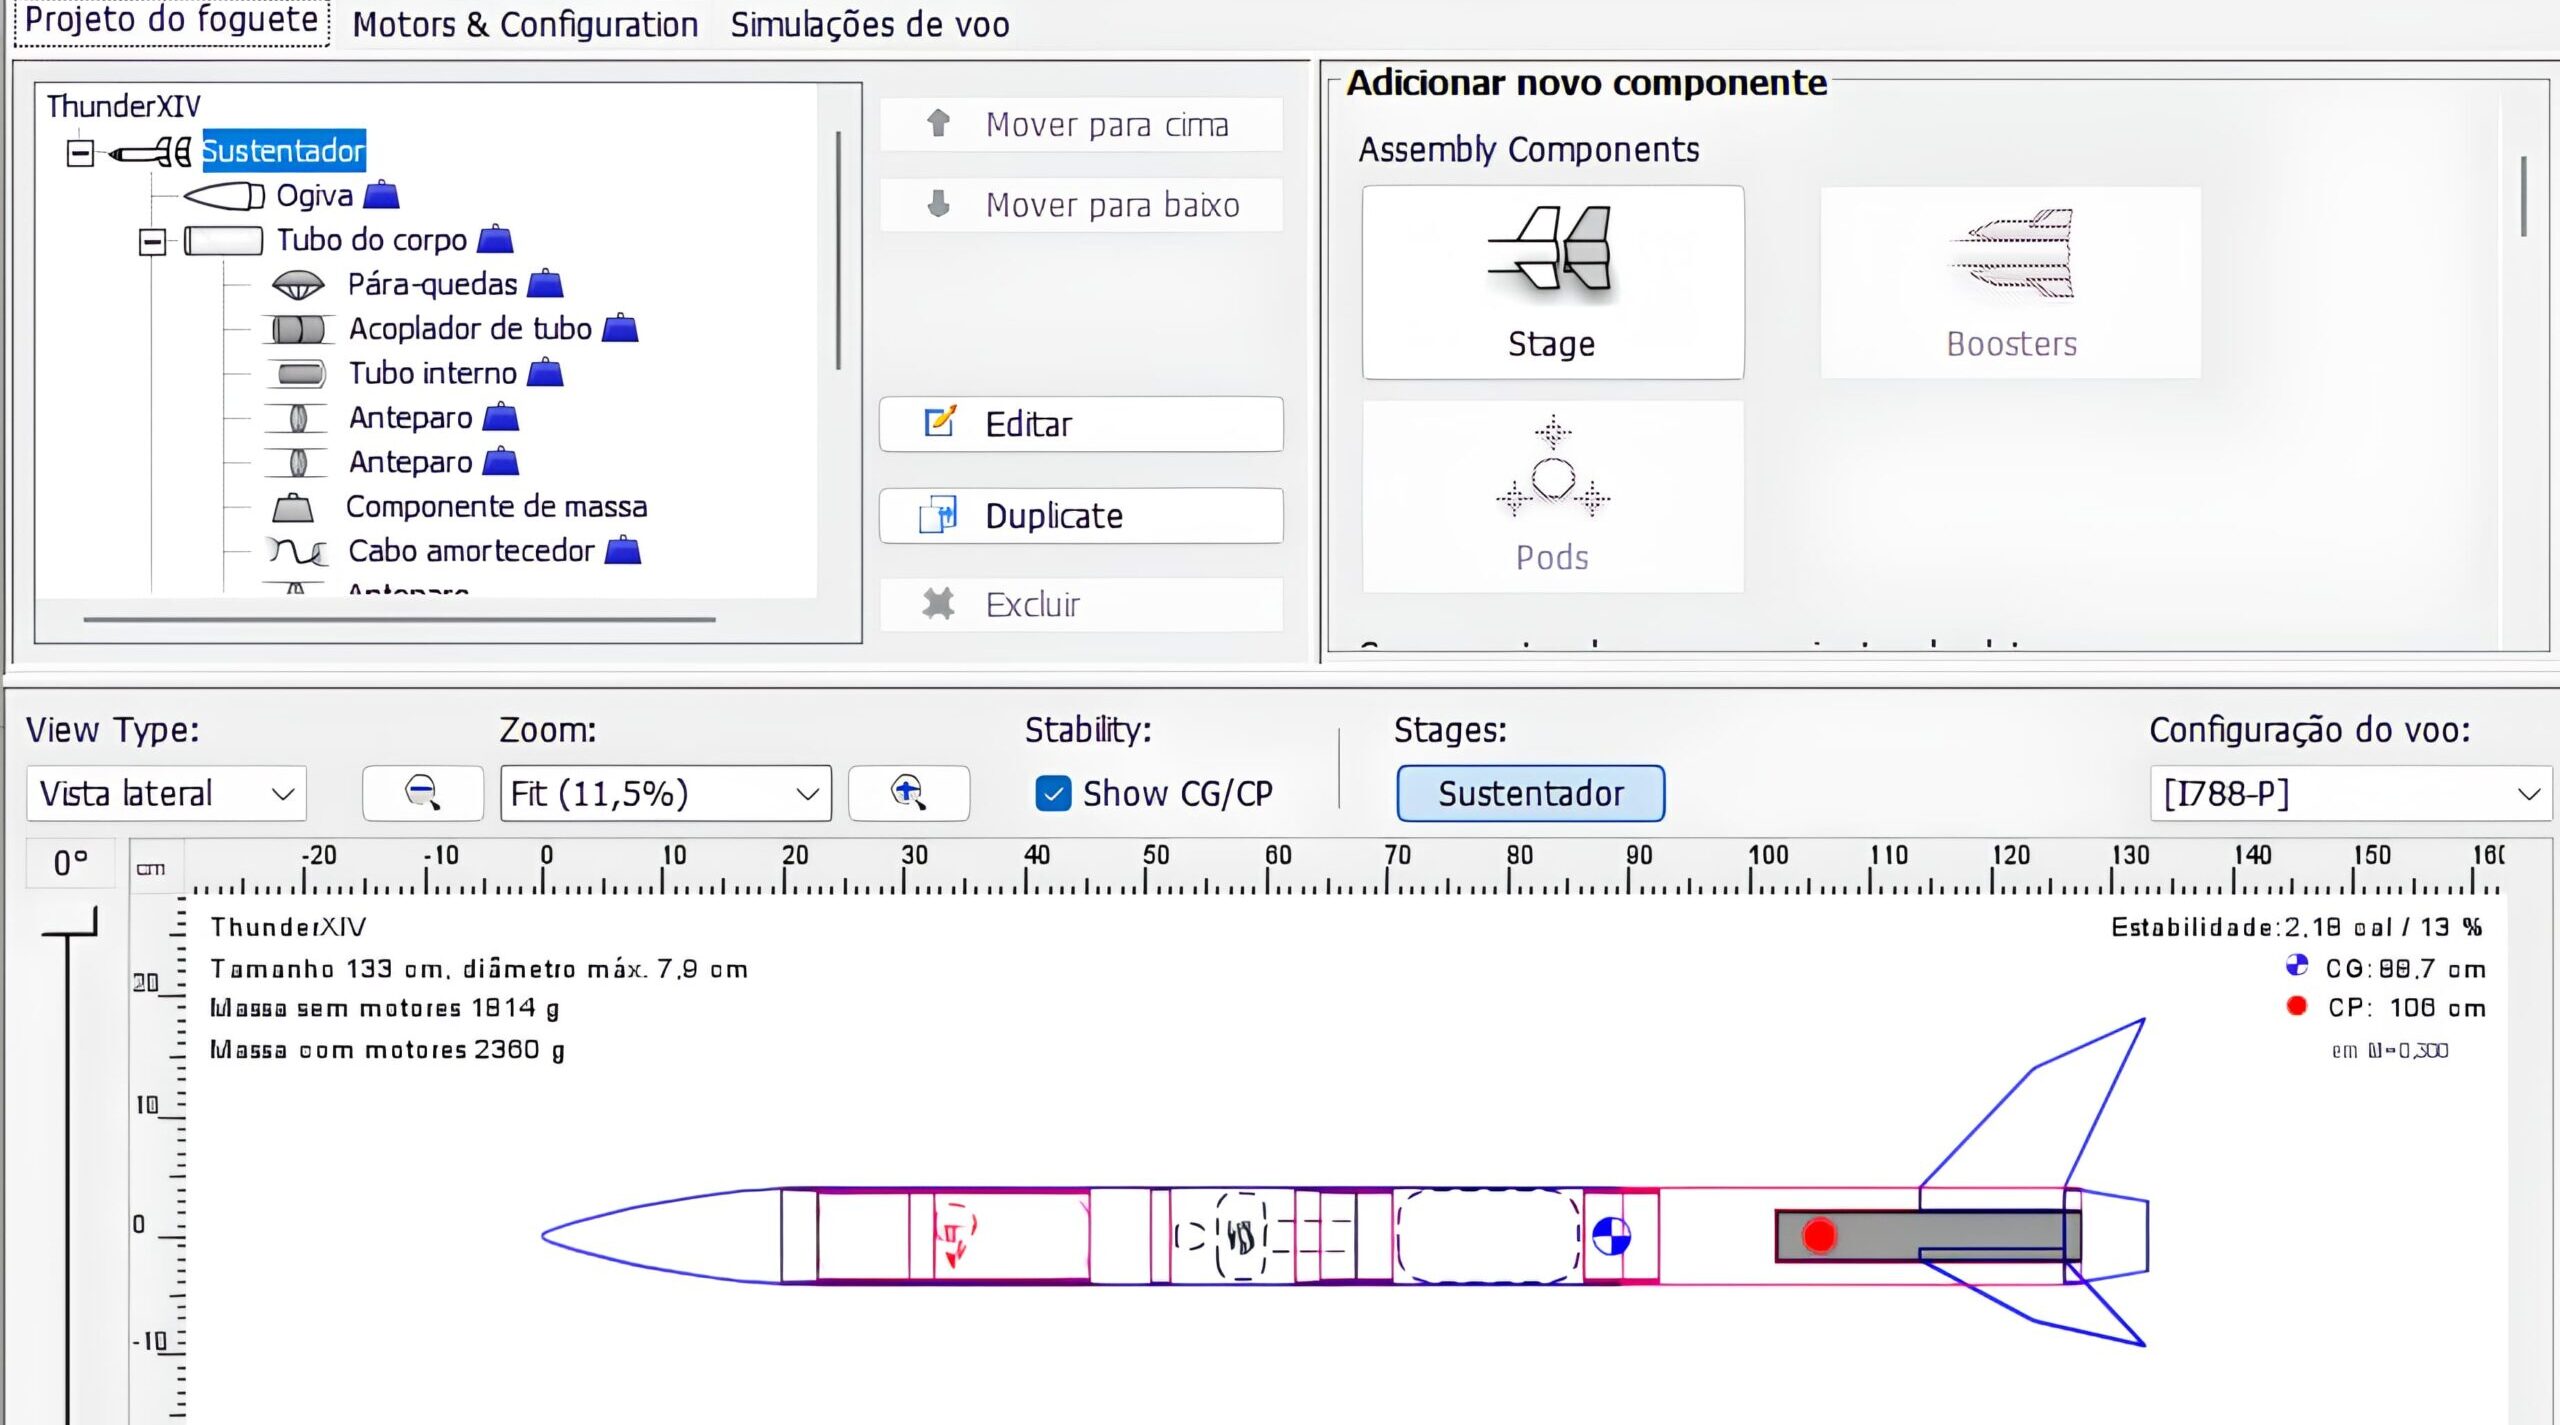 Projeto do foguete Motors & Configuration Simulações de voo
ThunderXIV
Sustentador
Ogiva
Tubo do corpo
Pára-quedas
Acoplador de tubo
Tubo interno
Anteparo
Anteparo
Componente de massa
Cabo amortecedor
Mover para cima
Mover para baixo
Editar
Duplicate
Excluir
Adicionar novo componente
Assembly Components
Stage
Boosters
Pods
View Type: Zoom: Stability: Stages: Configuração do voo:
Vista lateral Fit (11,5%) Show CG/CP Sustentador [I788-P]
0°
cm
-20 -10 0 10 20 30 40 50 60 70 80 90 100 110 120 130 140 150
20
10
0
-10
ThunderXIV
Tamanho 133 cm, diâmetro máx. 7,9 cm
Massa sem motores 1814 g
Massa com motores 2360 g
Estabilidade:2,18 cal / 13 %
CG: cm
CP: 106 cm
em M=0,300